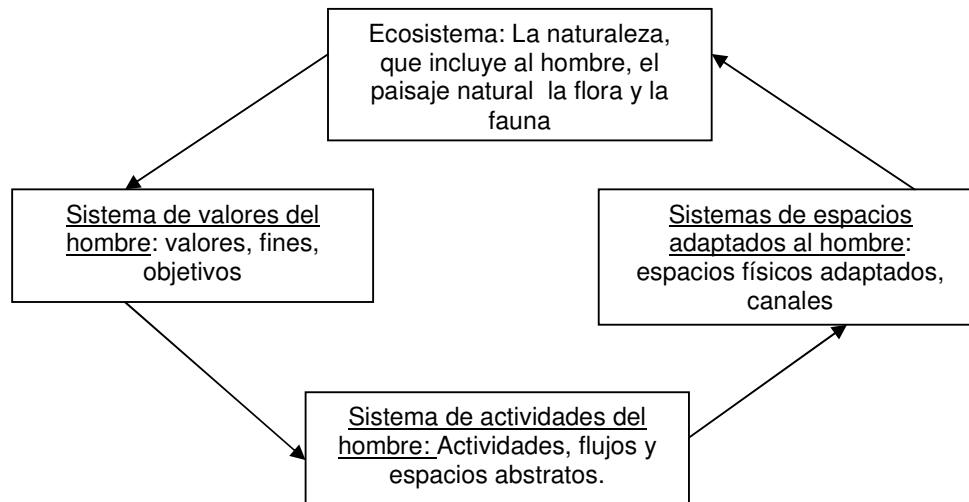 Ecosistema: La naturaleza,
que incluye al hombre, el
paisaje natural la flora y la
fauna
Sistema de valores del
hombre: valores, fines,
objetivos
Sistemas de espacios
adaptados al hombre:
espacios físicos adaptados,
canales
Sistema de actividades del
hombre: Actividades, flujos y
espacios abstratos.